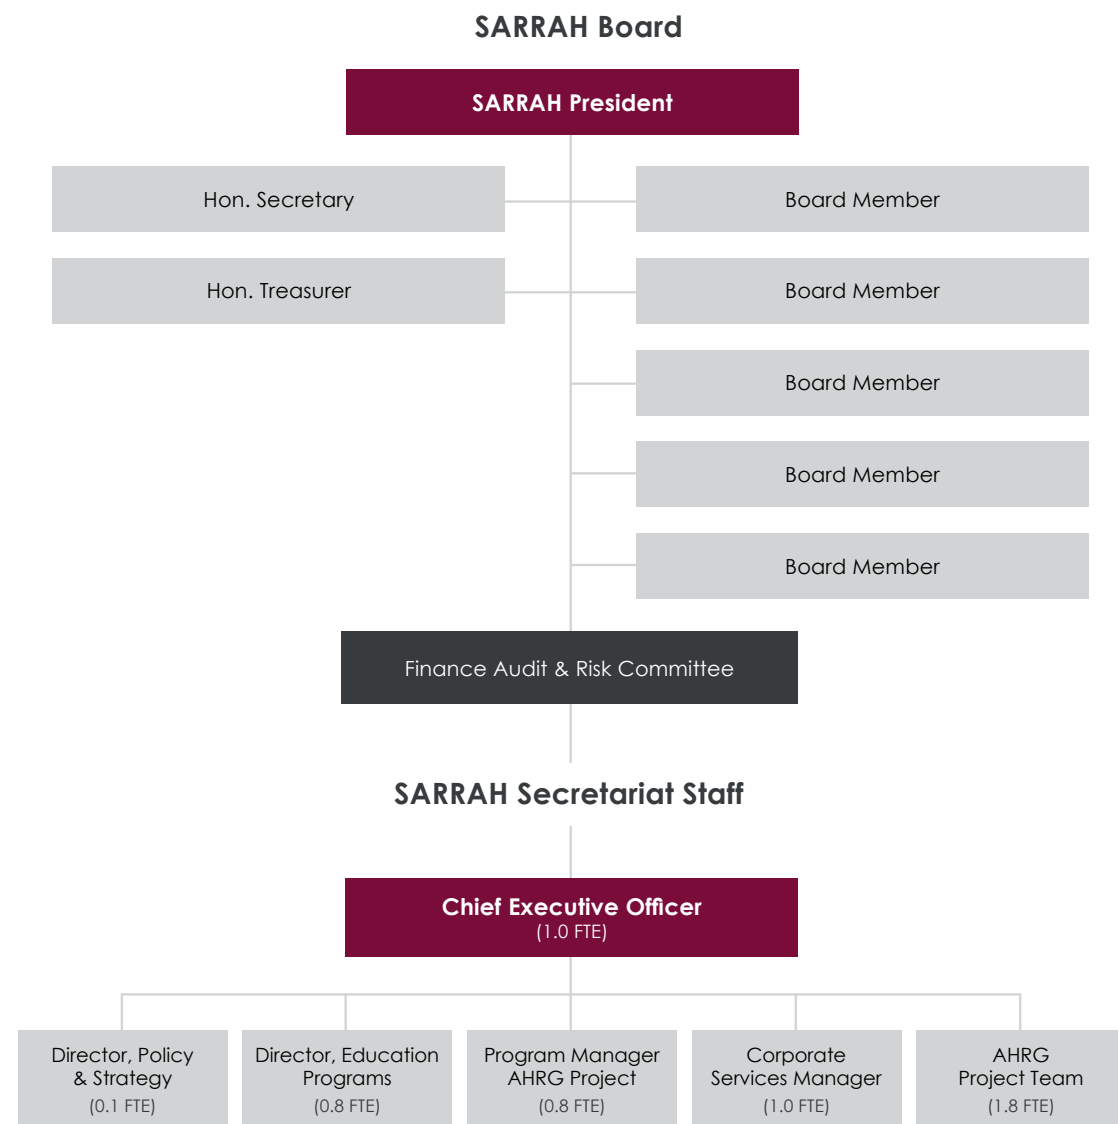 SARRAH Board
SARRAH President
Hon. Secretary
Board Member
Hon. Treasurer
Board Member
Board Member
Board Member
Board Member
Finance Audit & Risk Committee
SARRAH Secretariat Staff
Chief Executive Officer
(1.0 FTE)
Director, Policy
& Strategy
(0.1 FTE)
Director, Education
Programs
(0.8 FTE)
Program Manager
AHRG Project
(0.8 FTE)
Corporate
Services Manager
(1.0 FTE)
AHRG
Project Team
(1.8 FTE)